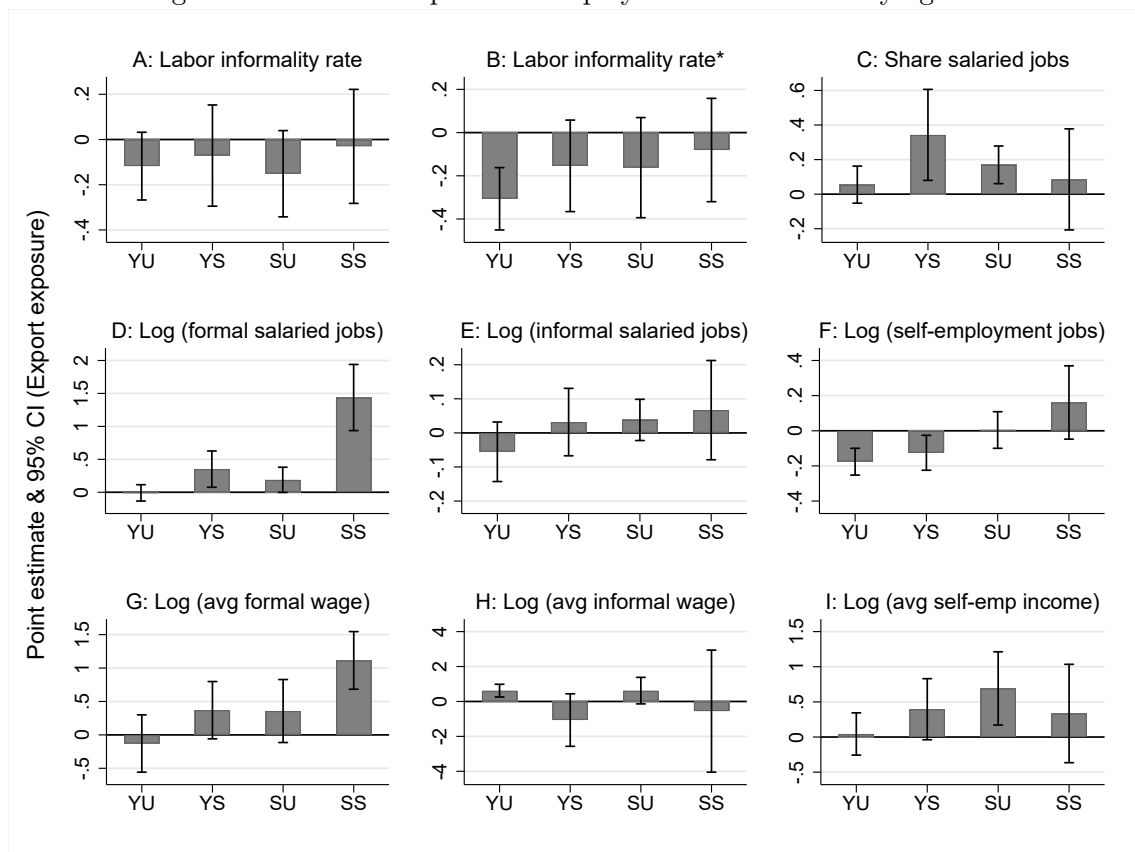 A: Labor informality rate
B: Labor informality rate*
C: Share salaried jobs
.2
0
-.2
-.4
YU YS SU SS
.2
0
-.2
-.4
YU YS SU SS
.6
.4
.2
0
-.2
YU YS SU SS
Point estimate & 95% CI (Export exposure)
D: Log (formal salaried jobs)
E: Log (informal salaried jobs)
F: Log (self-employment jobs)
2
1.5
1
.5
0
YU YS SU SS
.2
.1
0
-.1
-.2
YU YS SU SS
.4
.2
0
-.2
-.4
YU YS SU SS
G: Log (avg formal wage)
H: Log (avg informal wage)
I: Log (avg self-emp income)
1.5
1
.5
0
-.5
YU YS SU SS
4
2
0
-2
-4
YU YS SU SS
1.5
1
.5
0
-.5
YU YS SU SS